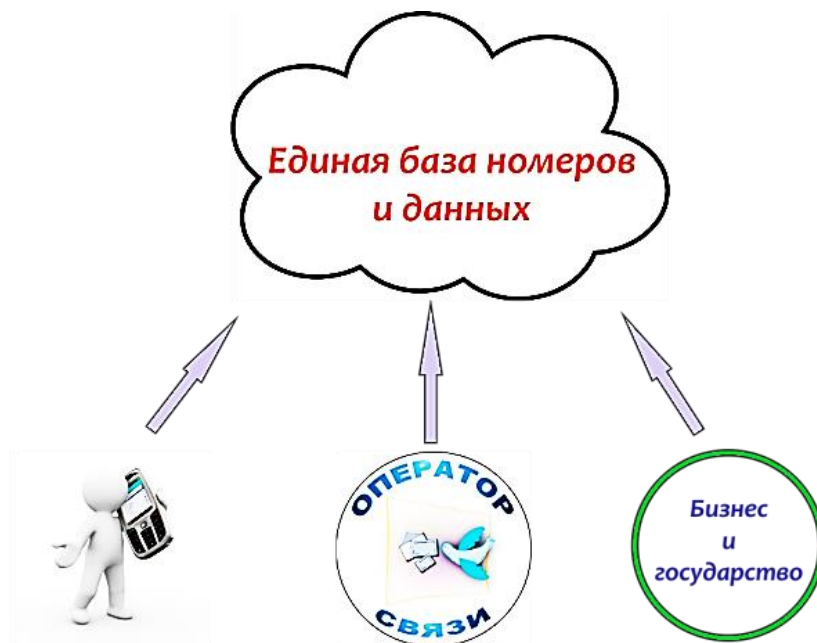 Единая база номеров
и данных
ОПЕРАТОР
СВЯЗИ
Бизнес
и
государство